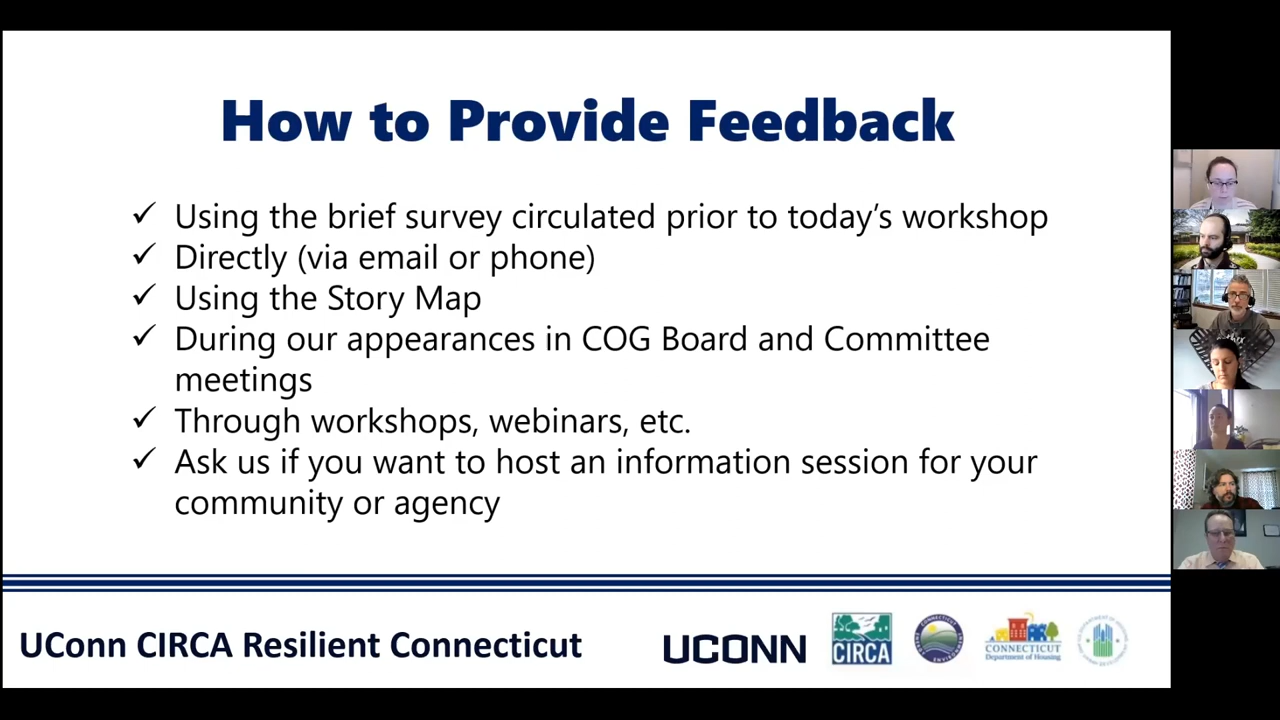 How to Provide Feedback
✓ Using the brief survey circulated prior to today's workshop
✓ Directly (via email or phone)
✓ Using the Story Map
✓ During our appearances in COG Board and Committee
meetings
✓ Through workshops, webinars, etc.
✓ Ask us if you want to host an information session for your
community or agency
UConn CIRCA Resilient Connecticut
UCONN
CIRCA
CONNECTICUT
Department of Housing